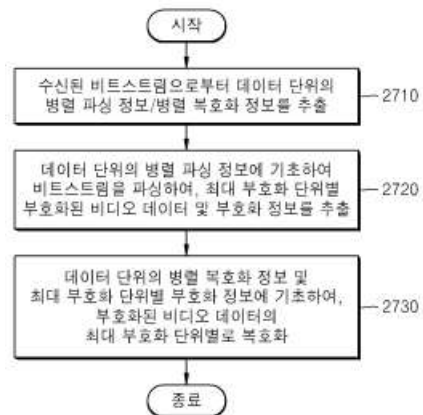 시작
수신된 비트스트림으로부터 데이터 단위의
병렬 파싱 정보/병렬 복호화 정보를 추출
2710
데이터 단위의 병렬 파싱 정보에 기초하여
비트스트림을 파싱하여, 최대 부호화 단위별
부호화된 비디오 데이터 및 부호화 정보를 추출
2720
데이터 단위의 병렬 복호화 정보 및
최대 부호화 단위별 부호화 정보에 기초하여,
부호화된 비디오 데이터의
최대 부호화 단위별로 복호화
2730
종료